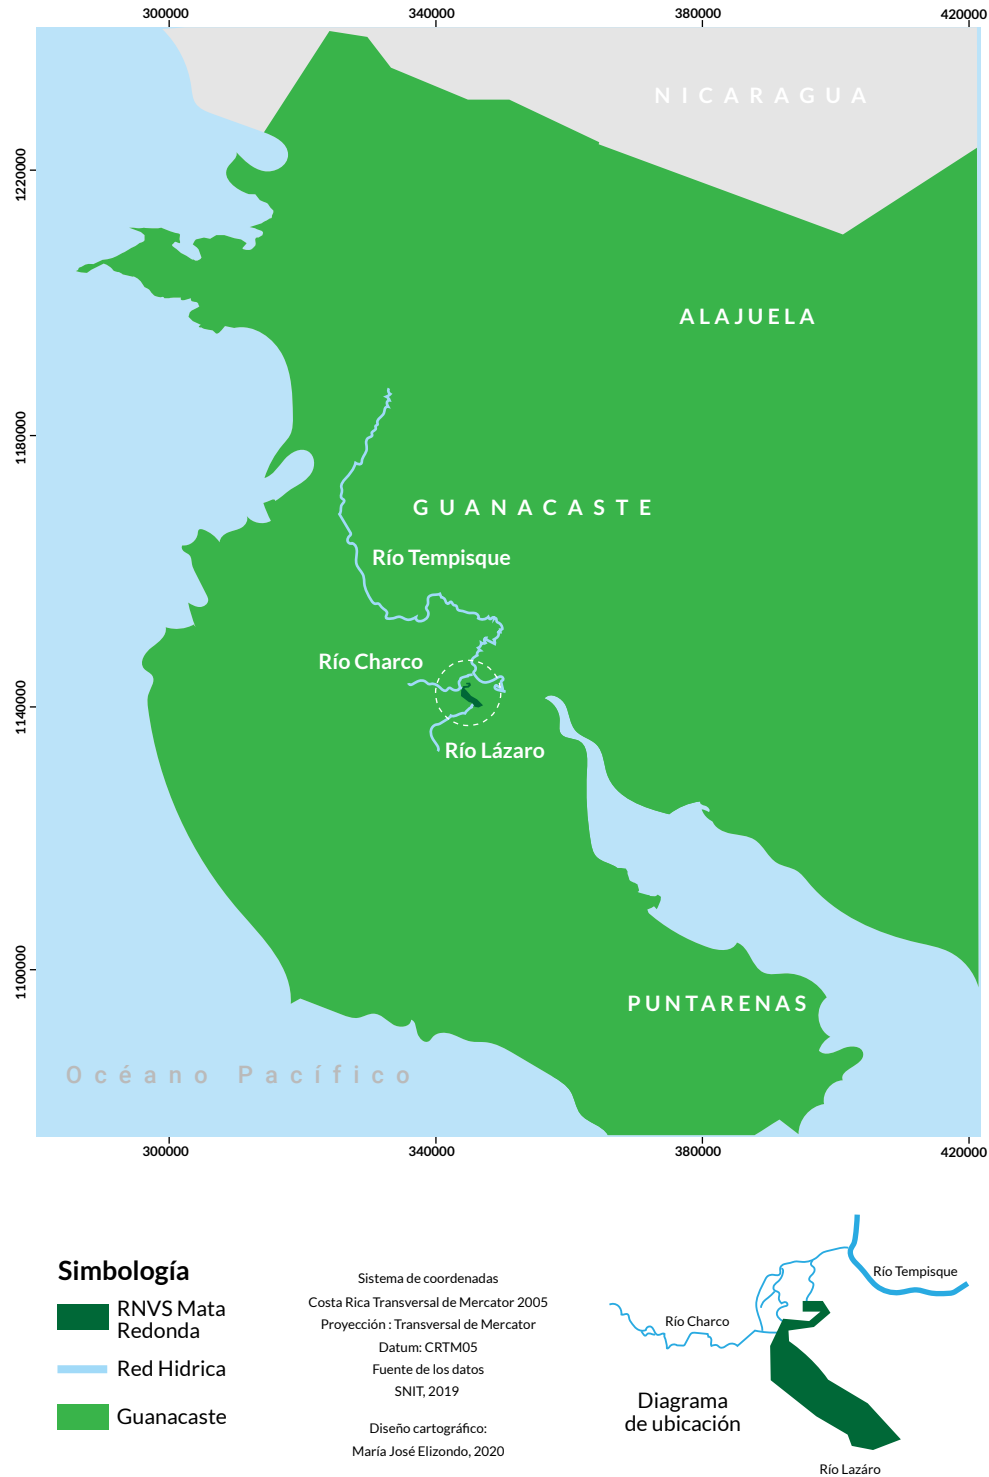 300000
340000
380000
420000
NICARAGUA
1220000
ALAJUELA
1180000
GUANACASTE
Río Tempisque
Río Charco
1140000
Río Lázaro
1100000
PUNTARENAS
Océano Pacífico
300000
340000
380000
420000
Simbología
RNVS Mata
Redonda
Red Hidrica
Guanacaste
Sistema de coordenadas
Costa Rica Transversal de Mercator 2005
Proyección : Transversal de Mercator
Datum: CRTM05
Fuente de los datos
SNIT, 2019
Diseño cartográfico:
María José Elizondo, 2020
Río Tempisque
Río Charco
Diagrama
de ubicación
Río Lazáro